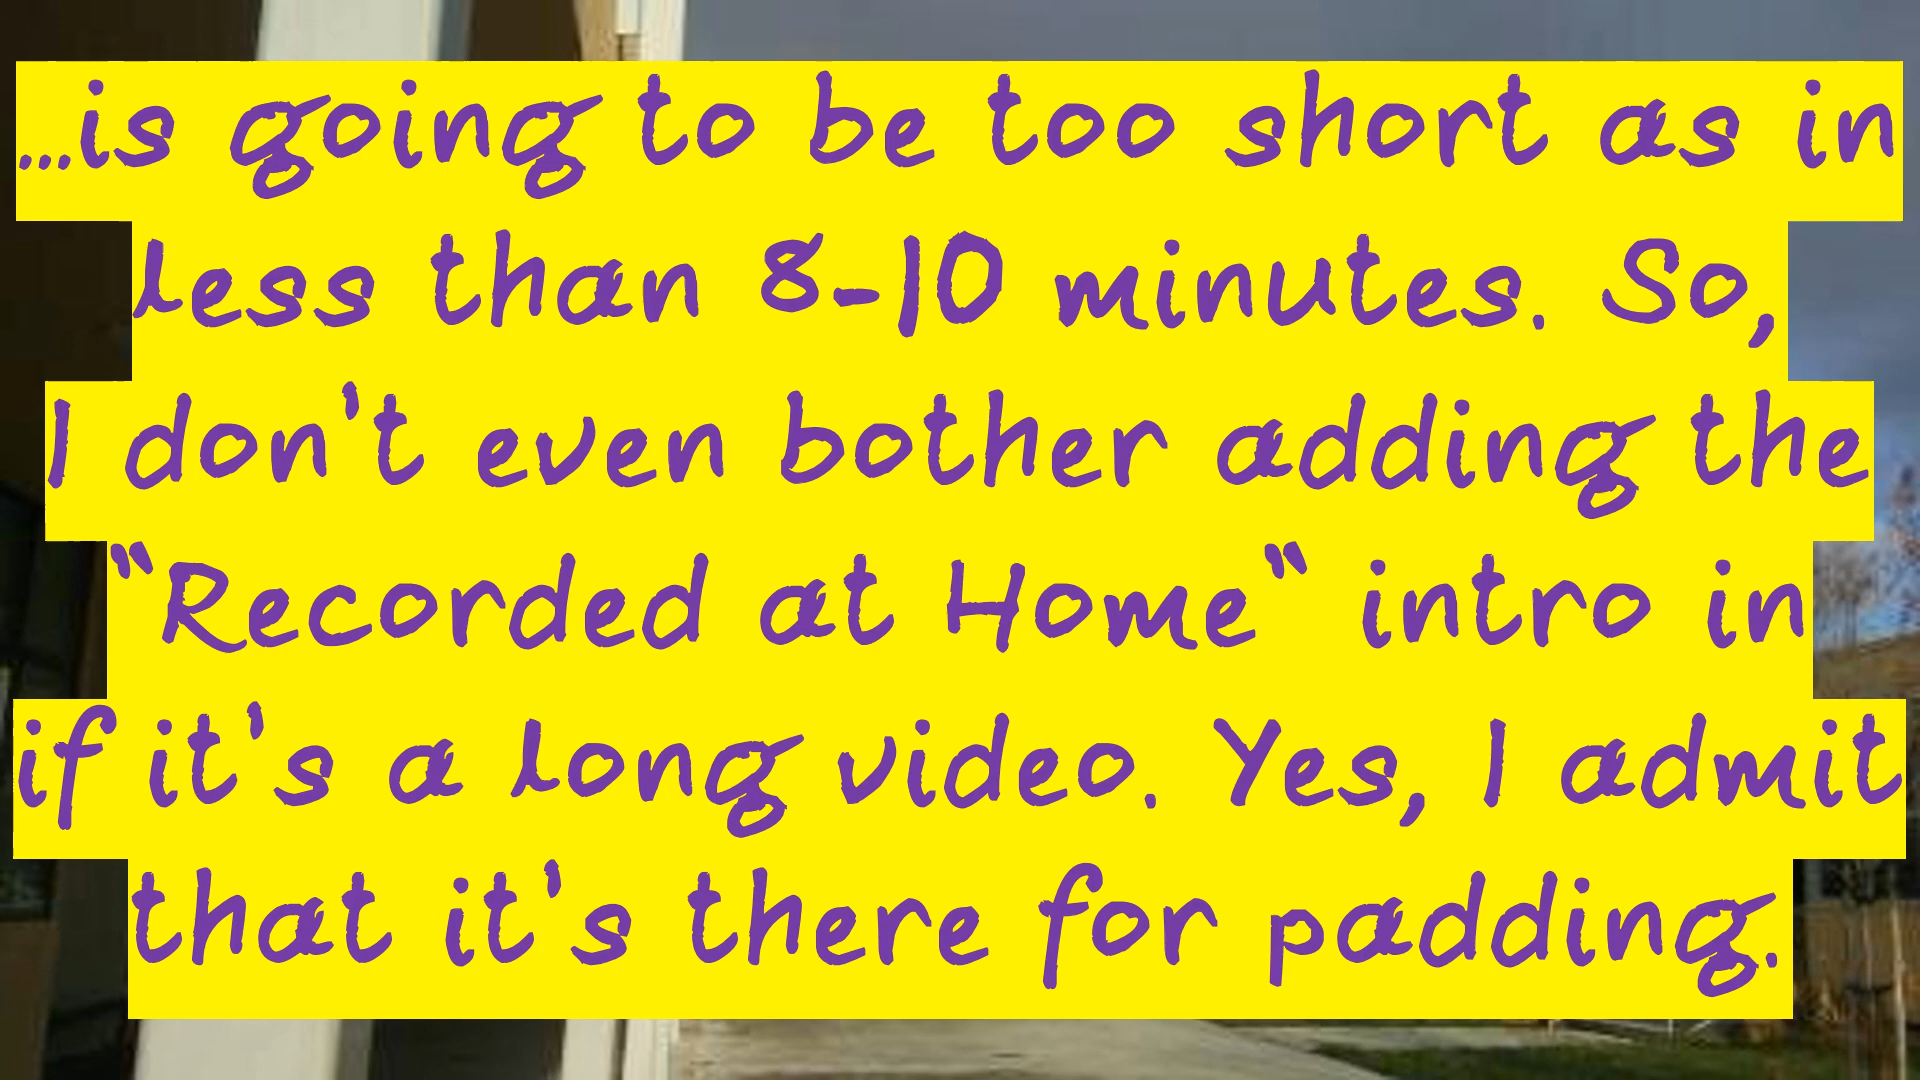 ...is going to be too short as in
less than 8-10 minutes. So,
I don't even bother adding the
"Recorded at Home" intro in
if it's a long video. Yes, I admit
that it's there for padding.